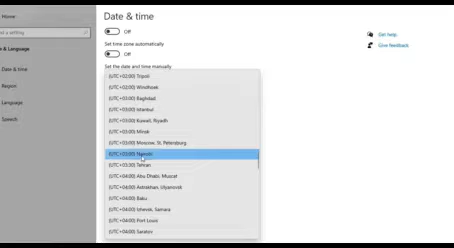 Home
Date & time
Off
Get help
Set time zone automatically
Give feedback
Off
& Language
Set the date and time manually
Date & time
(UTC+02:00) Tripoli
(UTC+02:00) Windhoek
Region
(UTC+03:00) Baghdad
Language
(UTC+03:00) Istanbul
(UTC+03:00) Kuwait, Riyadh
Speech
(UTC+03:00) Minsk
(UTC+03:00) Moscow, St. Petersburg
(UTC+03:00) Nairobi
(UTC+03:30) Tehran
(UTC+04:00) Abu Dhabi, Muscat
(UTC+04:00) Astrakhan, Ulyanovsk
(UTC+04:00) Baku
(UTC+04:00) Izhevsk, Samara
(UTC+04:00) Port Louis
(UTC+04:00) Saratov